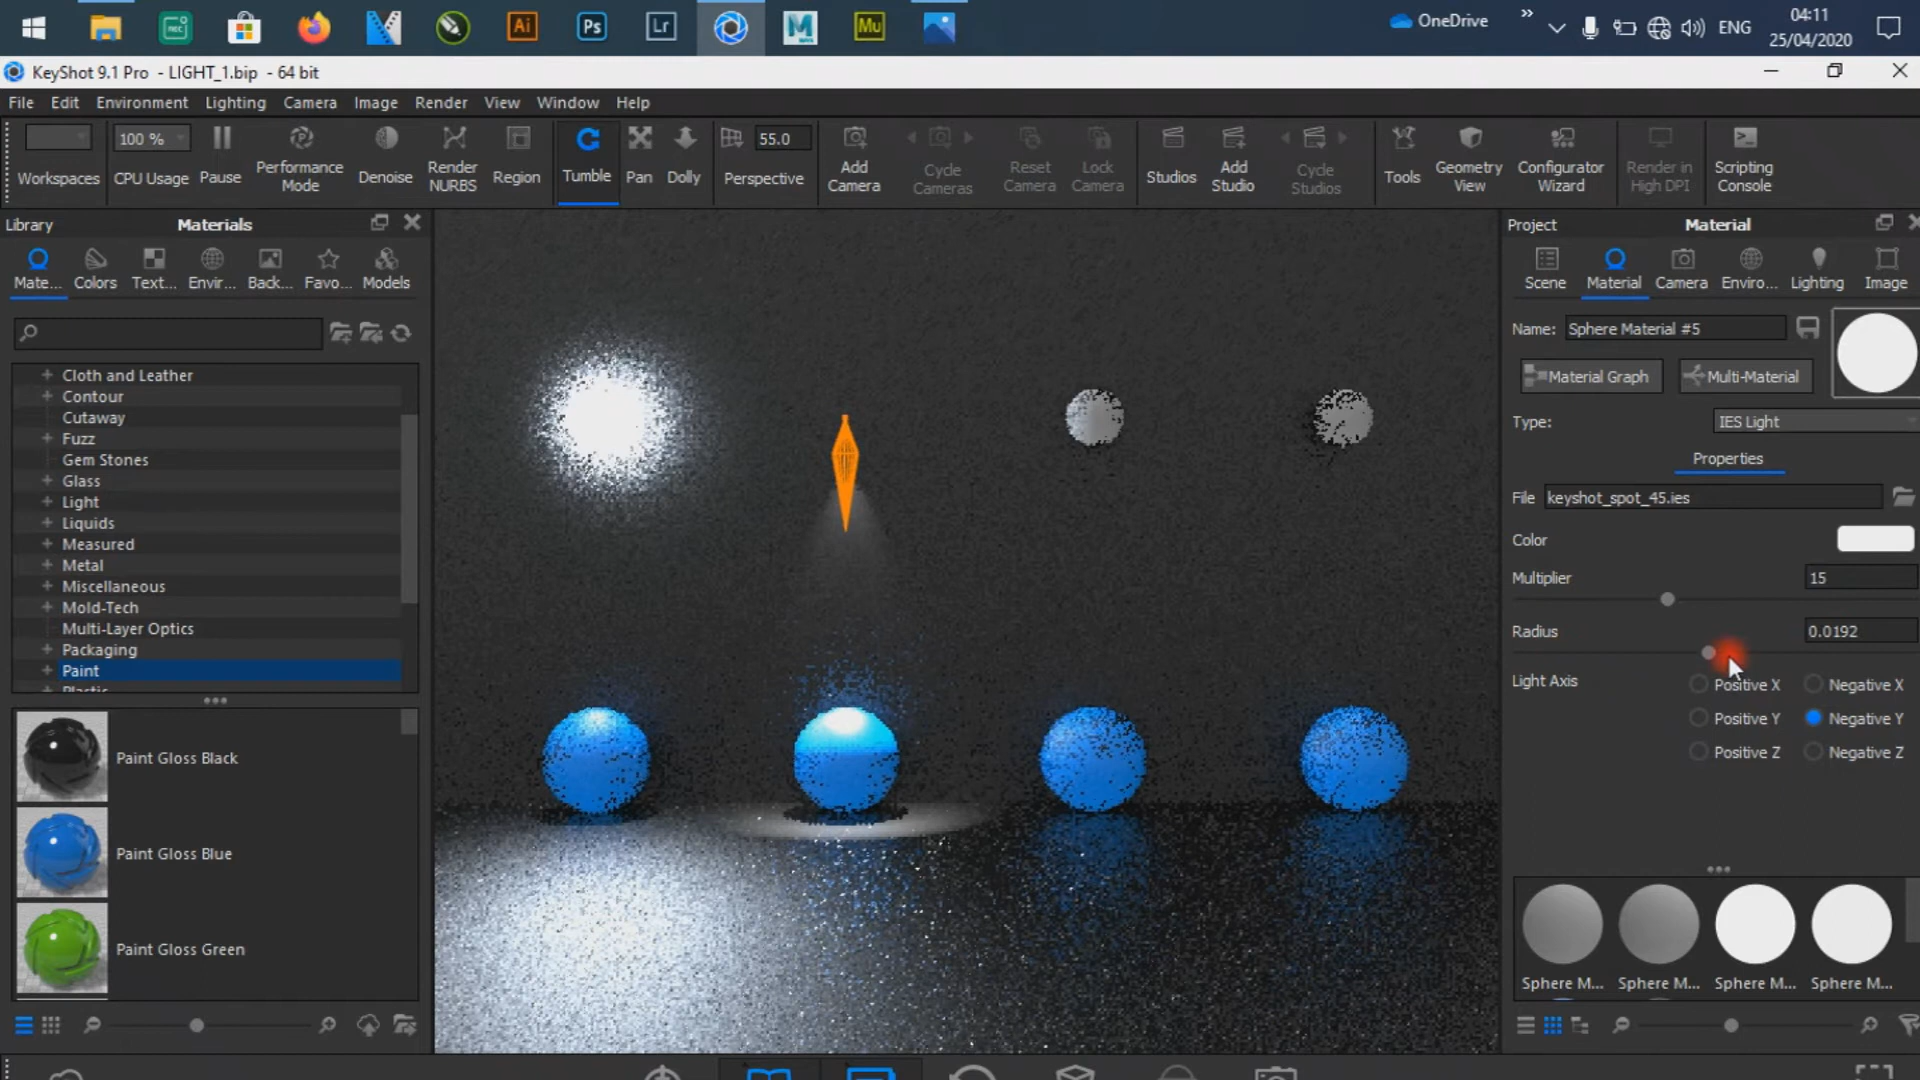 REC
Ai
Ps
Lr
Mu
OneDrive
»
ENG
04:11
25/04/2020
KeyShot 9.1 Pro - LIGHT_1.bip - 64 bit
File Edit Environment Lighting Camera Image Render View Window Help
Workspaces
100 %
CPU Usage
Pause
Performance Mode
Denoise
Render NURBS
Region
Tumble
Pan
Dolly
55.0
Perspective
Add Camera
Cycle Cameras
Reset Camera
Lock Camera
Studios
Add Studio
Cycle Studios
Tools
Geometry View
Configurator Wizard
Render in High DPI
Scripting Console
Library
Materials
Mate... Colors Text... Envir... Back... Favo... Models
Cloth and Leather
Contour
Cutaway
Fuzz
Gem Stones
Glass
Light
Liquids
Measured
Metal
Miscellaneous
Mold-Tech
Multi-Layer Optics
Packaging
Paint
Plastic
Paint Gloss Black
Paint Gloss Blue
Paint Gloss Green
Project
Material
Scene Material Camera Enviro... Lighting Image
Name: Sphere Material #5
Material Graph
Multi-Material
Type: IES Light
Properties
File keyshot_spot_45.ies
Color
Multiplier 15
Radius 0.0192
Light Axis
Positive X Negative X
Positive Y Negative Y
Positive Z Negative Z
Sphere M... Sphere M... Sphere M... Sphere M...